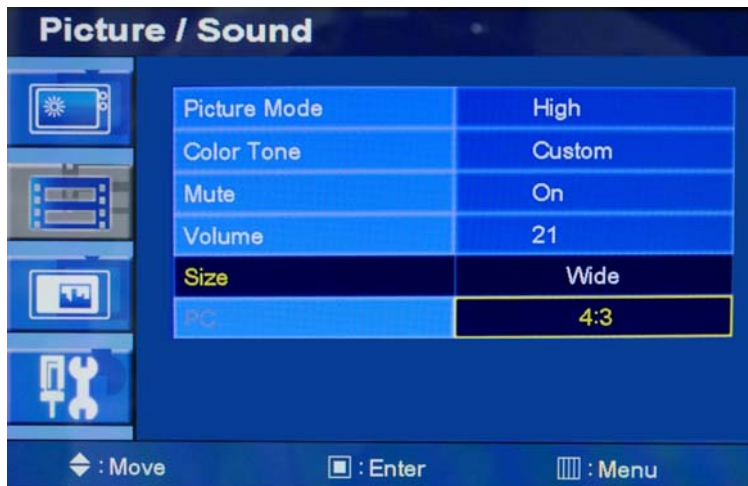 Picture / Sound
Picture Mode High
Color Tone Custom
Mute On
Volume 21
Size Wide
PC 4:3
: Move : Enter : Menu